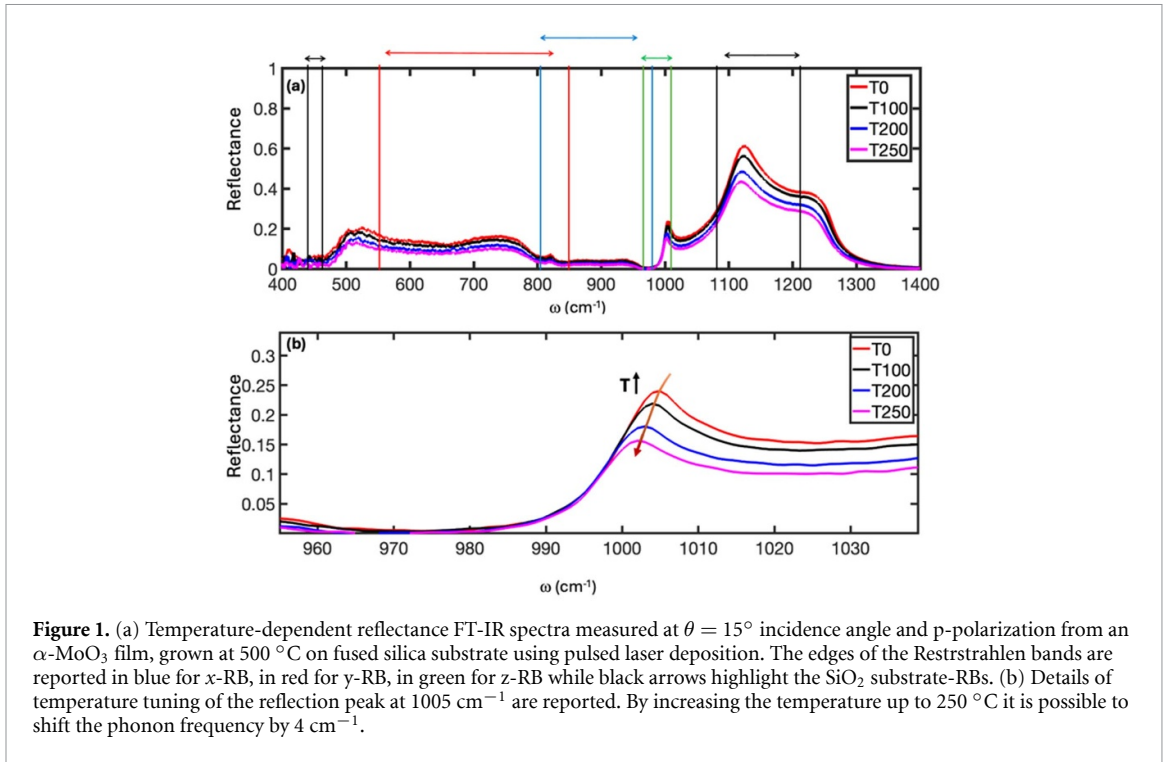 (a)
T0
T100
T200
T250
Reflectance
1
0.8
0.6
0.4
0.2
0
400 500 600 700 800 900 1000 1100 1200 1300 1400
ω (cm-1)
(b)
T0
T100
T200
T250
T
Reflectance
0.3
0.25
0.2
0.15
0.1
0.05
960 970 980 990 1000 1010 1020 1030
ω (cm-1)
Figure 1. (a) Temperature-dependent reflectance FT-IR spectra measured at θ = 15° incidence angle and p-polarization from an
α-MoO3 film, grown at 500 °C on fused silica substrate using pulsed laser deposition. The edges of the Restrstrahlen bands are
reported in blue for x-RB, in red for y-RB, in green for z-RB while black arrows highlight the SiO2 substrate-RBs. (b) Details of
temperature tuning of the reflection peak at 1005 cm−1 are reported. By increasing the temperature up to 250 °C it is possible to
shift the phonon frequency by 4 cm−1.